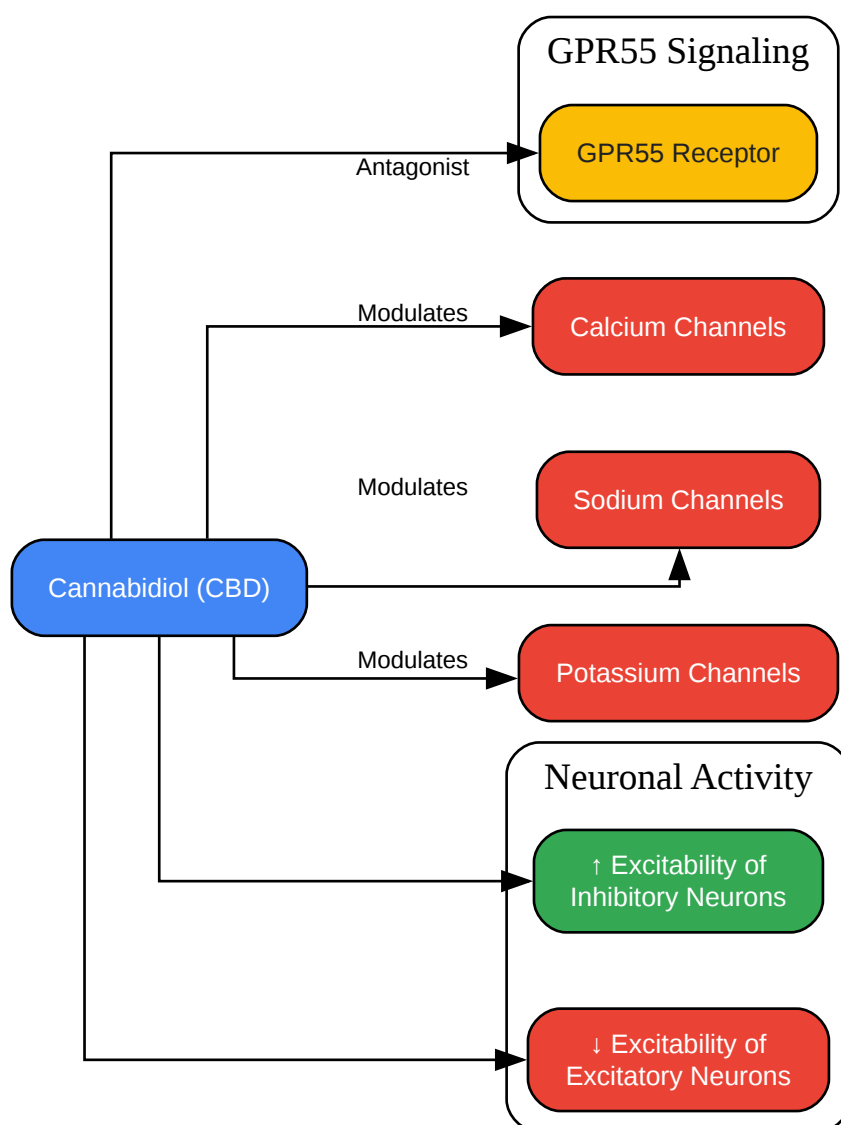 GPR55 Signaling
GPR55 Receptor
Antagonist
Modulates
Calcium Channels
Modulates
Sodium Channels
Cannabidiol (CBD)
Modulates
Potassium Channels
Neuronal Activity
↑ Excitability of
Inhibitory Neurons
↓ Excitability of
Excitatory Neurons